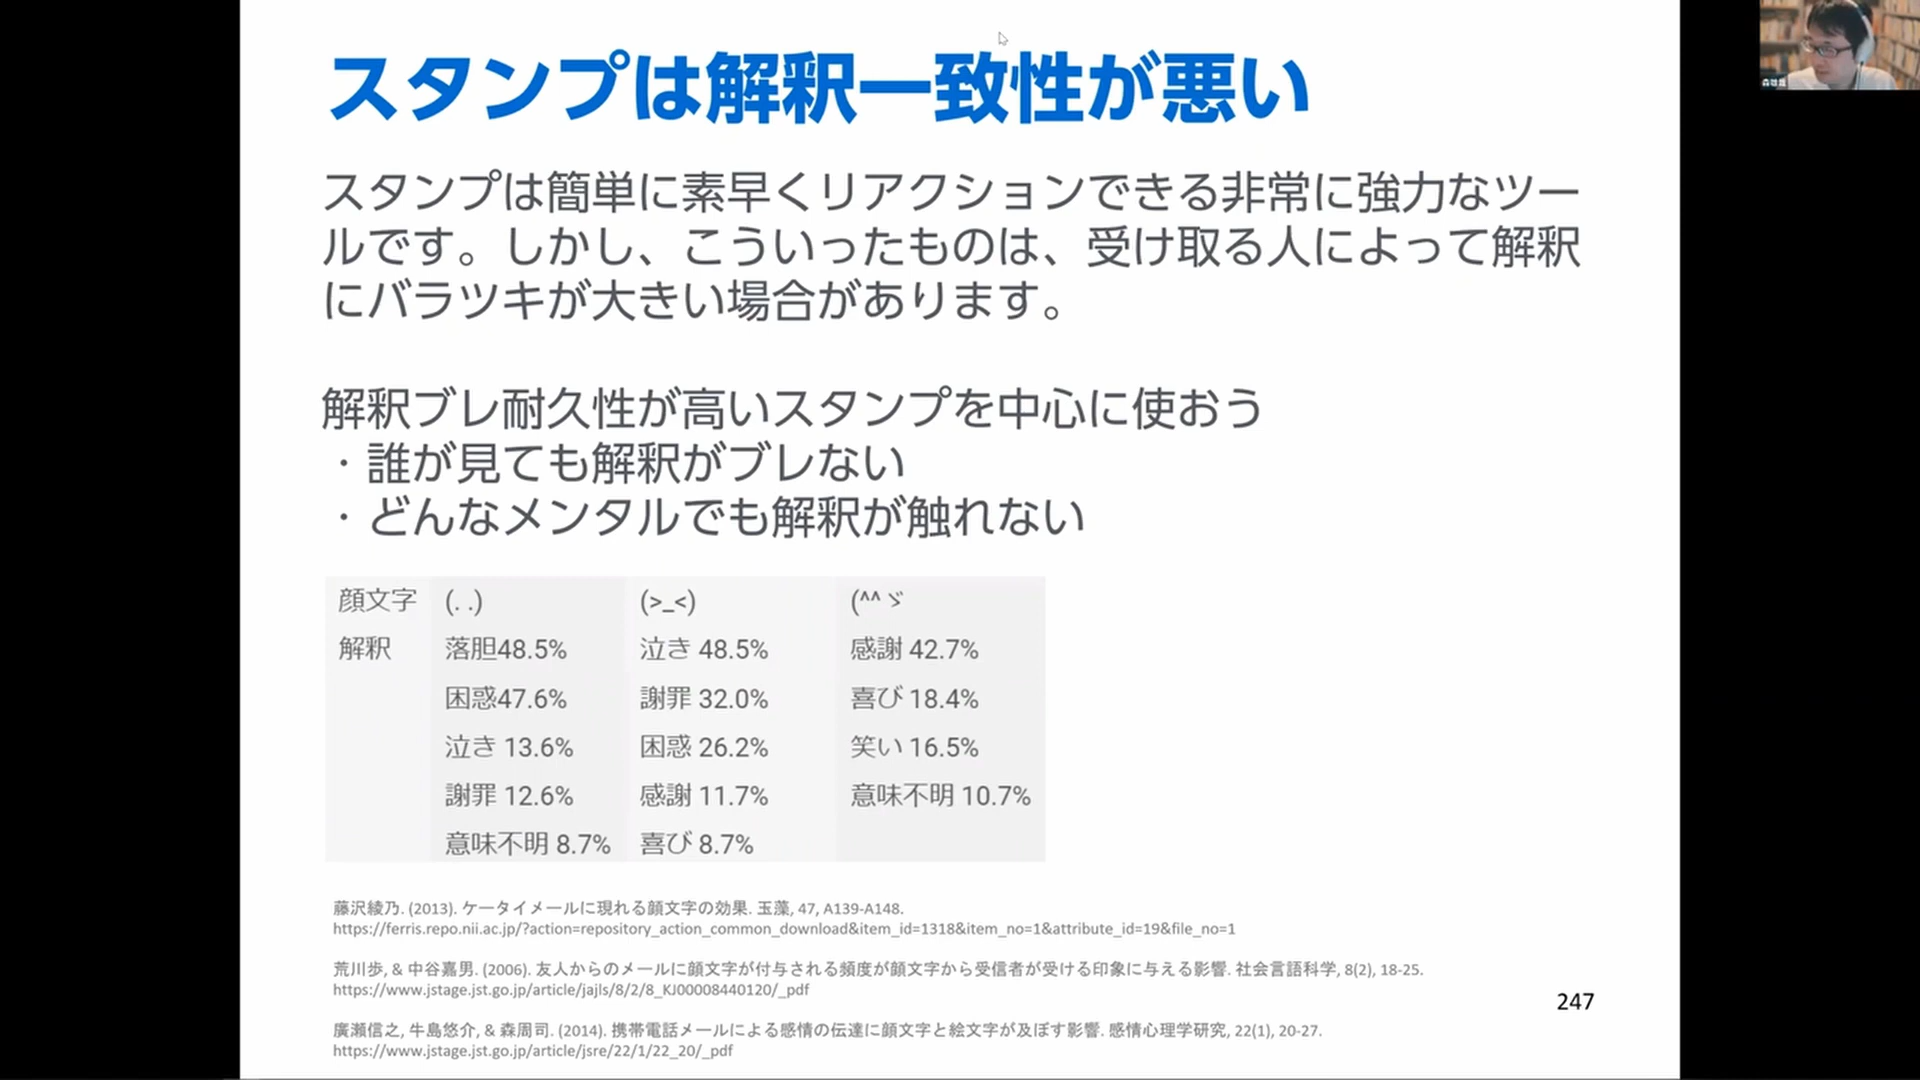 スタンプは解釈一致性が悪い
スタンプは簡単に素早くリアクションできる非常に強力なツー
ルです。しかし、こういったものは、受け取る人によって解釈
にバラツキが大きい場合があります。
解釈ブレ耐久性が高いスタンプを中心に使おう
・誰が見ても解釈がブレない
・どんなメンタルでも解釈が触れない
顔文字 (. .) (>_<) (^^ゞ
解釈 落胆48.5% 泣き 48.5% 感謝 42.7%
困惑47.6% 謝罪 32.0% 喜び 18.4%
泣き 13.6% 困惑 26.2% 笑い 16.5%
謝罪 12.6% 感謝 11.7% 意味不明 10.7%
意味不明 8.7% 喜び 8.7%
藤沢綾乃. (2013). ケータイメールに現れる顔文字の効果. 玉藻, 47, A139-A148.
https://ferris.repo.nii.ac.jp/?action=repository_action_common_download&item_id=1318&item_no=1&attribute_id=19&file_no=1
荒川歩, & 中谷嘉男. (2006). 友人からのメールに顔文字が付与される頻度が顔文字から受信者が受ける印象に与える影響. 社会言語科学, 8(2), 18-25.
https://www.jstage.jst.go.jp/article/jajls/8/2/8_KJ00008440120/_pdf
247
廣瀬信之, 牛島悠介, & 森周司. (2014). 携帯電話メールによる感情の伝達に顔文字と絵文字が及ぼす影響. 感情心理学研究, 22(1), 20-27.
https://www.jstage.jst.go.jp/article/jsre/22/1/22_20/_pdf